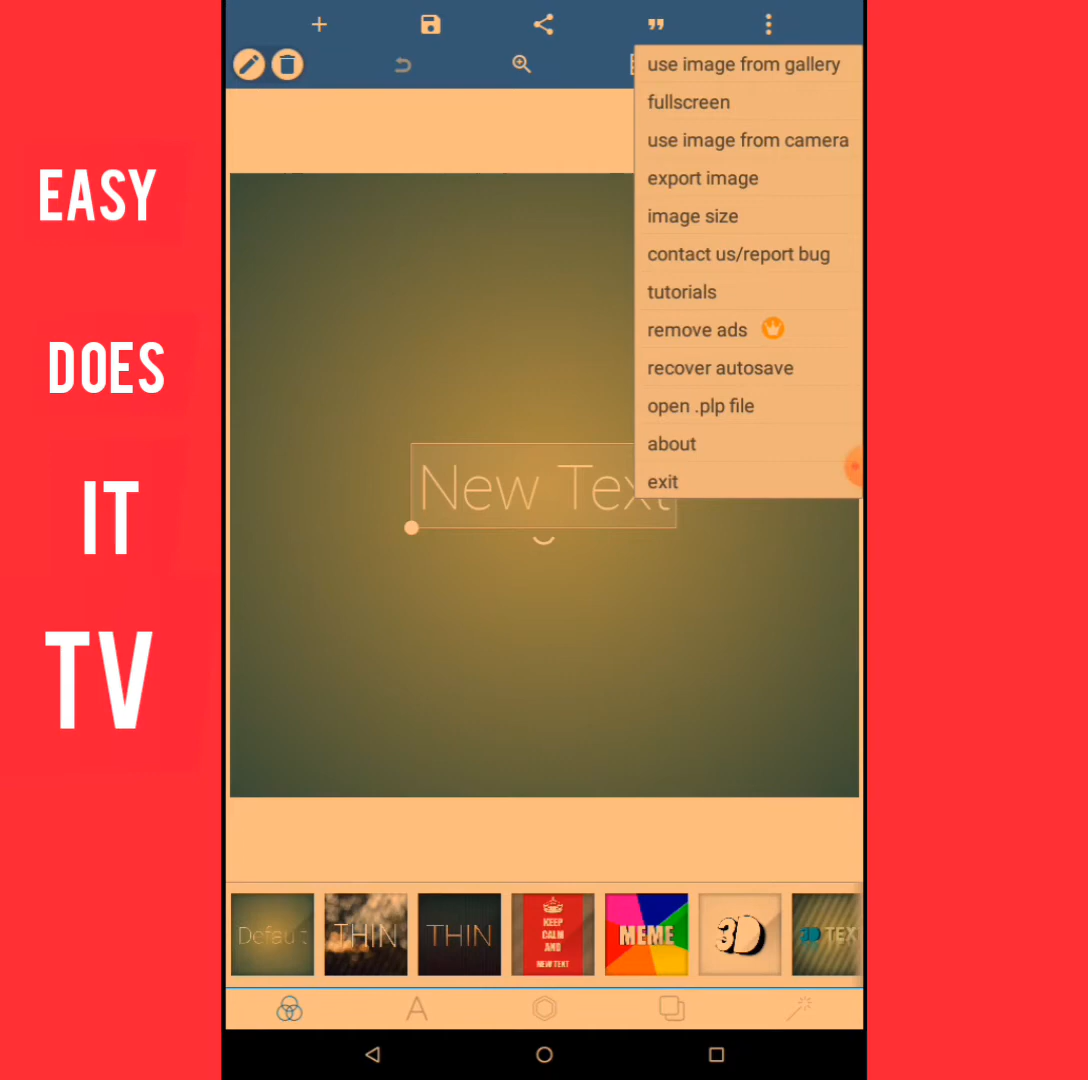 EASY
DOES
IT
TV
use image from gallery
fullscreen
use image from camera
export image
image size
contact us/report bug
tutorials
remove ads
recover autosave
open .plp file
about
exit
New Text
Default
THIN
THIN
KEEP
CALM
AND
NEW TEXT
MEME
3D
3D TEX
A